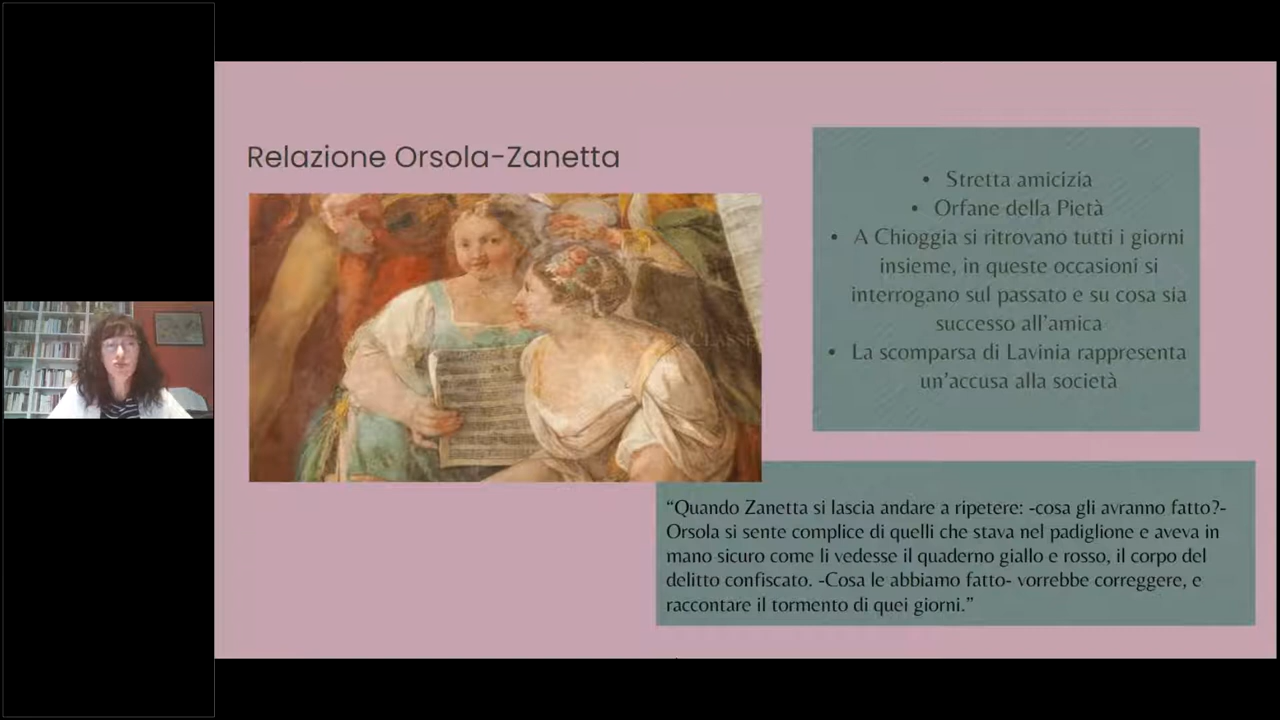 Relazione Orsola-Zanetta
• Stretta amicizia
• Orfane della Pietà
• A Chioggia si ritrovano tutti i giorni
insieme, in queste occasioni si
interrogano sul passato e su cosa sia
successo all'amica
• La scomparsa di Lavinia rappresenta
un'accusa alla società
“Quando Zanetta si lascia andare a ripetere: -cosa gli avranno fatto?-
Orsola si sente complice di quelli che stava nel padiglione e aveva in
mano sicuro come li vedesse il quaderno giallo e rosso, il corpo del
delitto confiscato. -Cosa le abbiamo fatto- vorrebbe correggere, e
raccontare il tormento di quei giorni.”